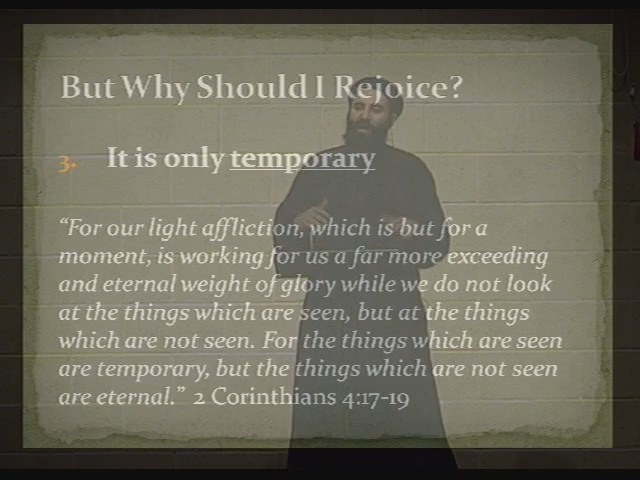 But Why Should I Rejoice?
3. It is only temporary
“For our light affliction, which is but for a
moment, is working for us a far more exceeding
and eternal weight of glory while we do not look
at the things which are seen, but at the things
which are not seen. For the things which are seen
are temporary, but the things which are not seen
are eternal.” 2 Corinthians 4:17-19